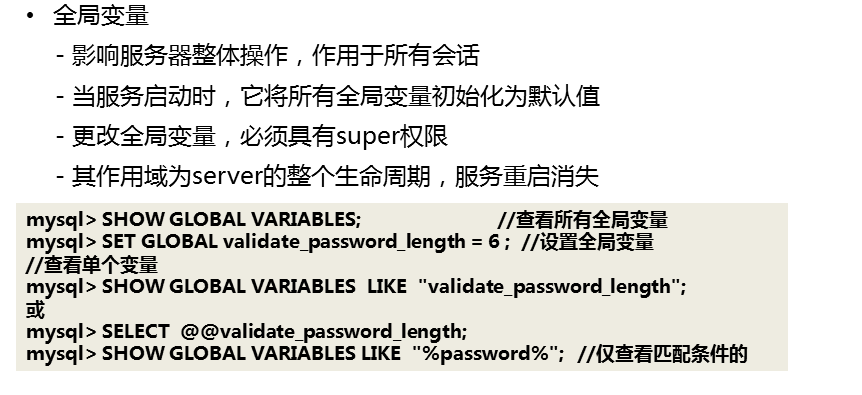 • 全局变量
- 影响服务器整体操作，作用于所有会话
- 当服务启动时，它将所有全局变量初始化为默认值
- 更改全局变量，必须具有super权限
- 其作用域为server的整个生命周期，服务重启消失
mysql> SHOW GLOBAL VARIABLES; //查看所有全局变量
mysql> SET GLOBAL validate_password_length = 6 ; //设置全局变量
//查看单个变量
mysql> SHOW GLOBAL VARIABLES LIKE "validate_password_length";
或
mysql> SELECT @@validate_password_length;
mysql> SHOW GLOBAL VARIABLES LIKE "%password%"; //仅查看匹配条件的